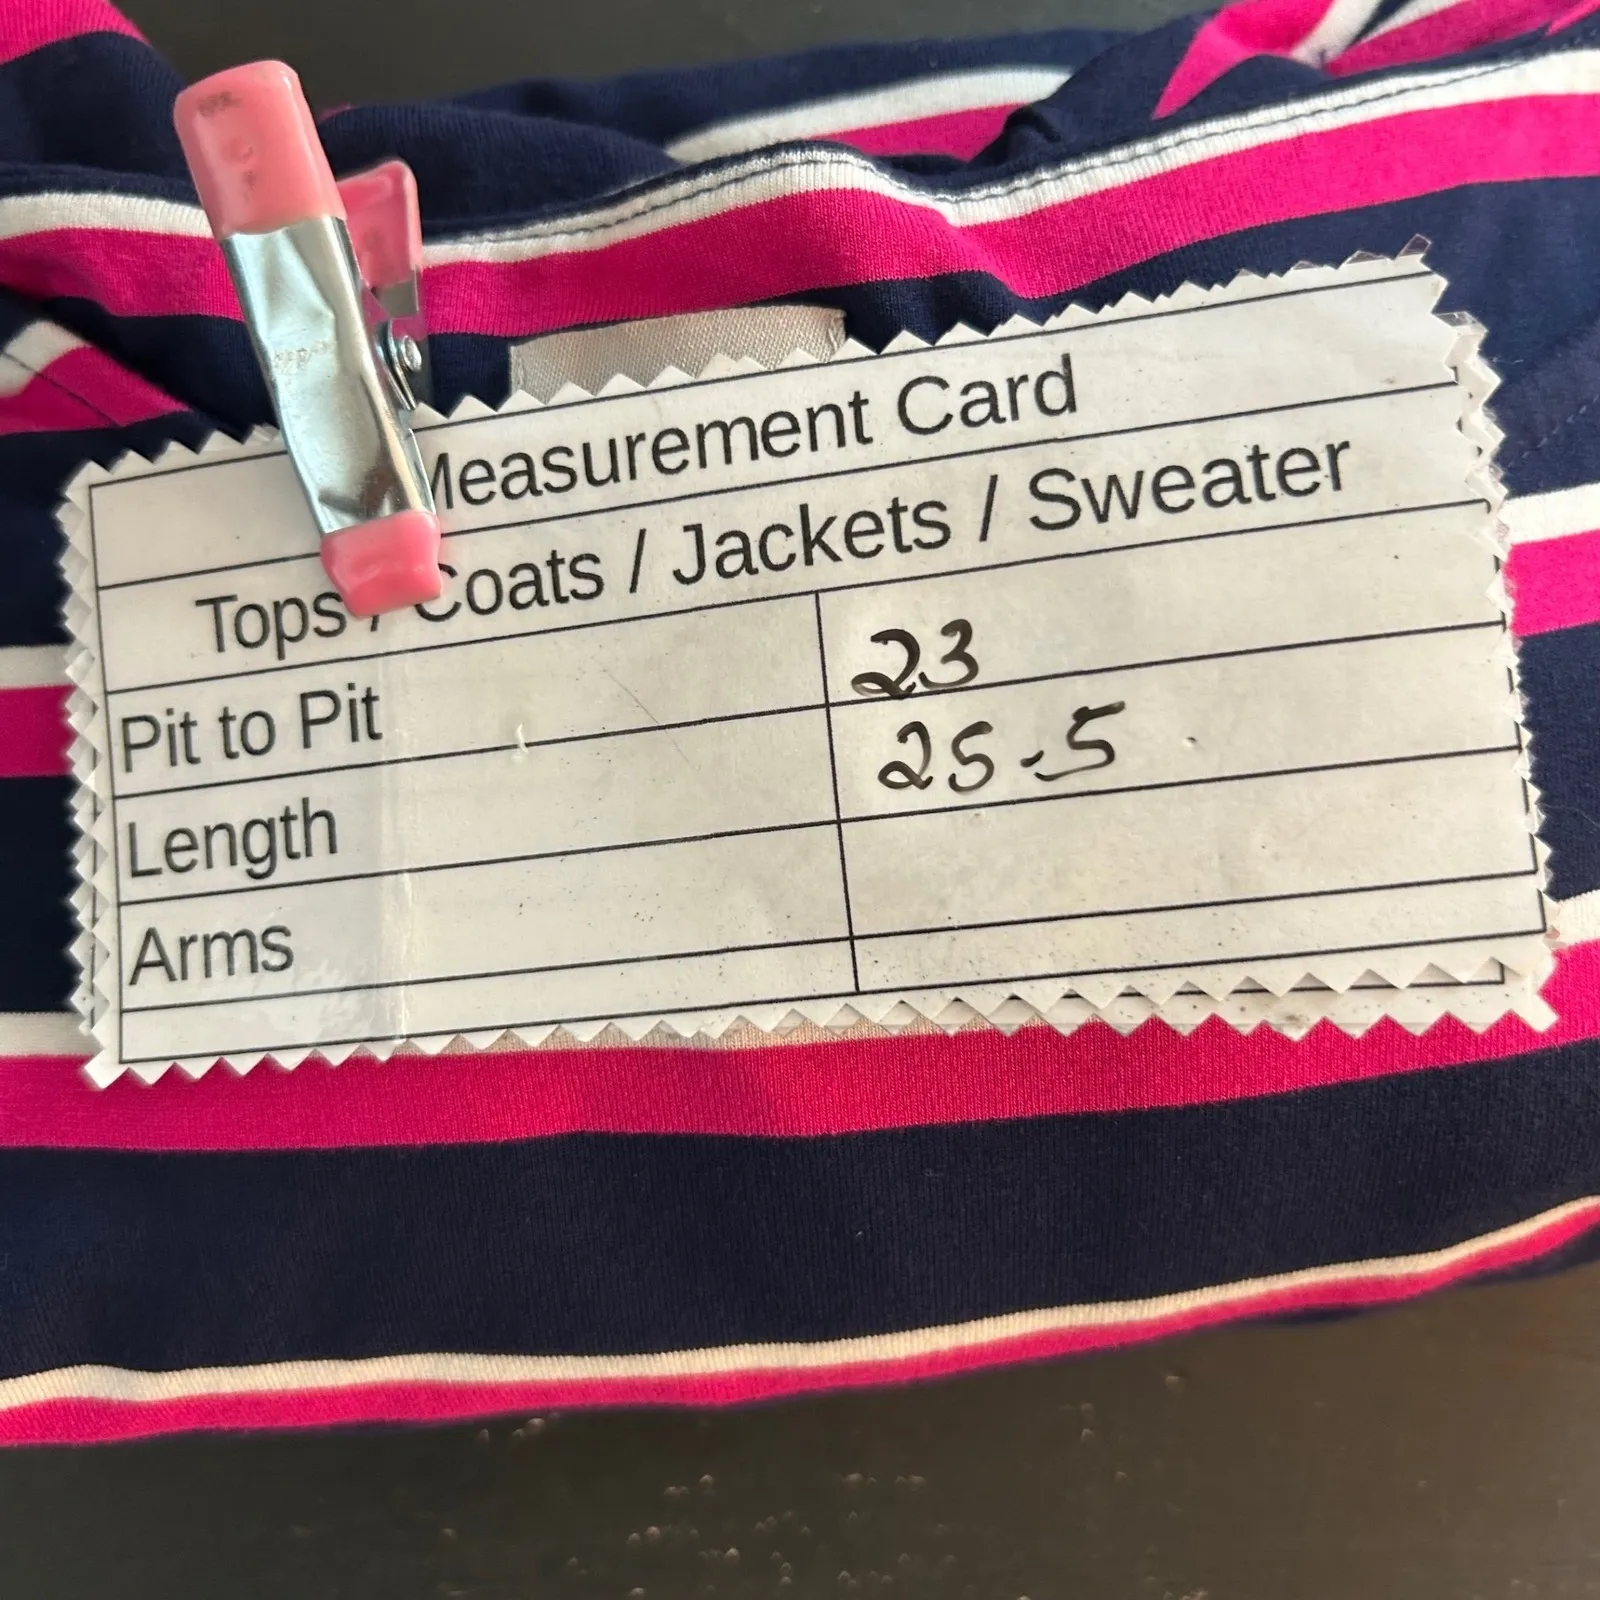 Measurement Card
Tops / Coats / Jackets / Sweater
Pit to Pit 23
Length 25-5
Arms